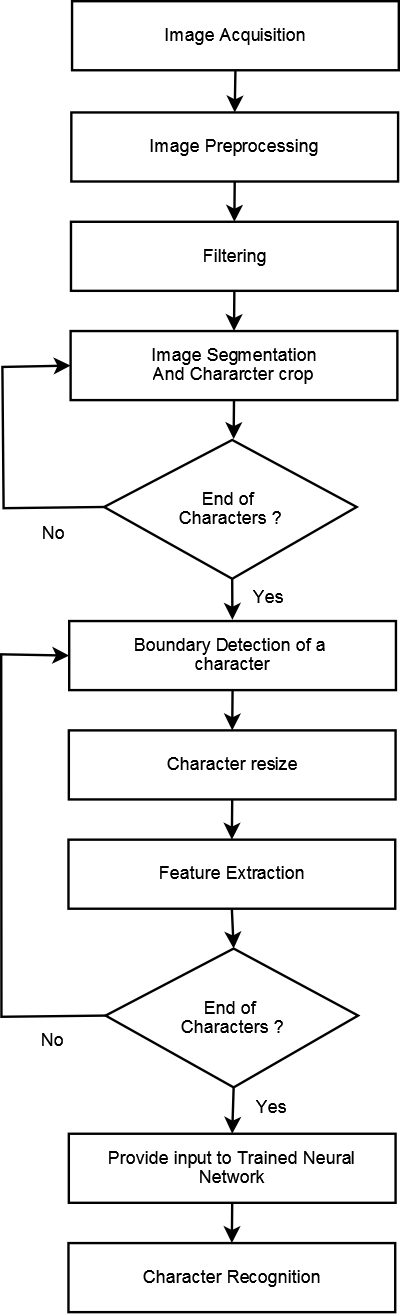 Image Acquisition
Image Preprocessing
Filtering
Image Segmentation
And Chararcter crop
End of
Characters ?
No
Yes
Boundary Detection of a
character
Character resize
Feature Extraction
End of
Characters ?
No
Yes
Provide input to Trained Neural
Network
Character Recognition